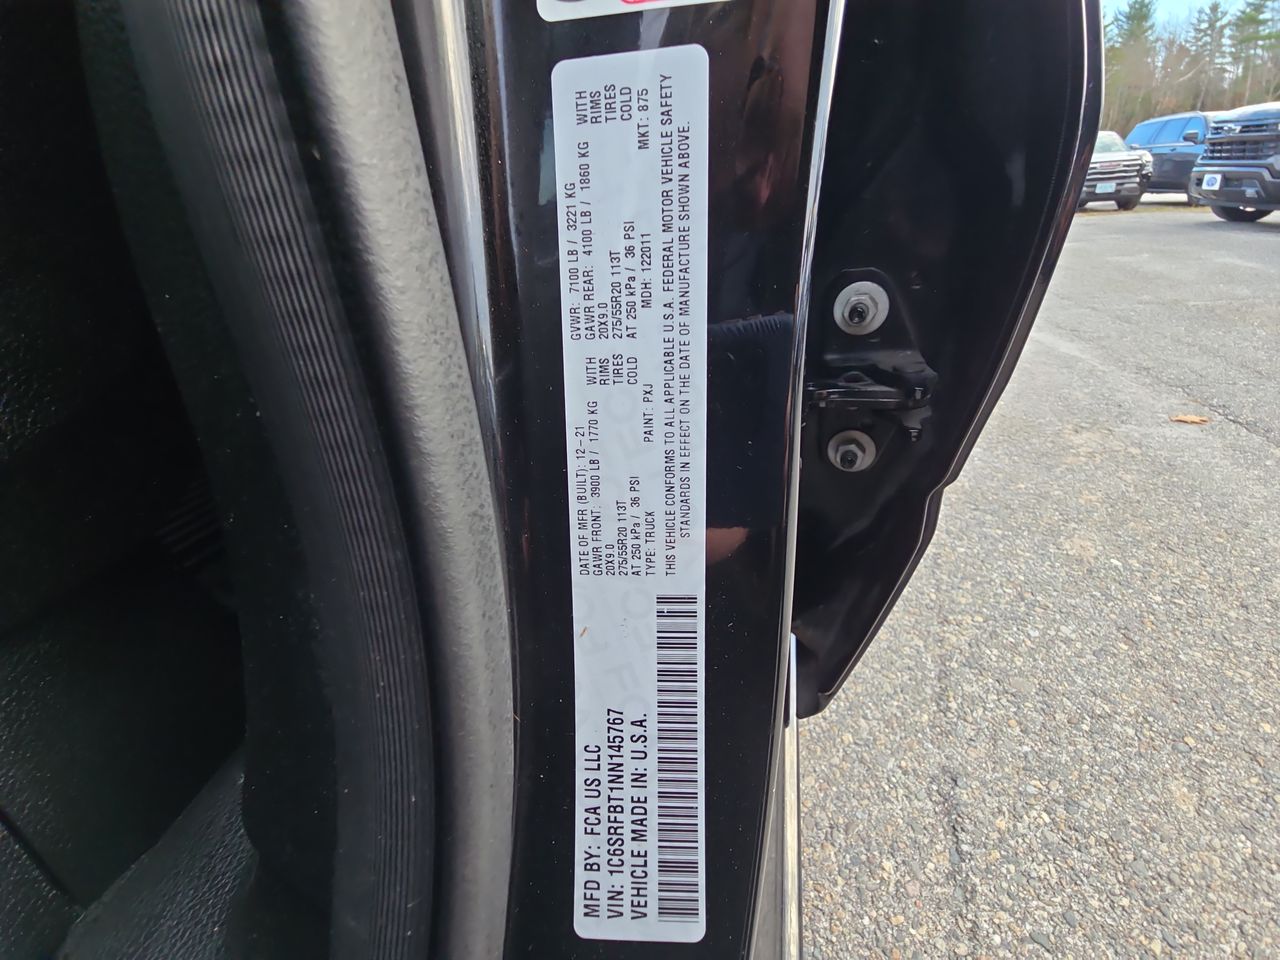 MFD BY: FCA US LLC
VIN: 1C6SRFBT1NN145767
VEHICLE MADE IN: U.S.A.
DATE OF MFR (BUILT): 12-21 GVWR: 7100 LB / 3221 KG
GAWR FRONT: 3900 LB / 1770 KG WITH GAWR REAR: 4100 LB / 1860 KG WITH
20X9.0 RIMS 20X9.0 RIMS
275/55R20 113T TIRES 275/55R20 113T TIRES
AT 250 kPa / 36 PSI COLD AT 250 kPa / 36 PSI COLD
TYPE: TRUCK PAINT: PXJ MDH: 122011 MKT: 875
THIS VEHICLE CONFORMS TO ALL APPLICABLE U.S.A. FEDERAL MOTOR VEHICLE SAFETY
STANDARDS IN EFFECT ON THE DATE OF MANUFACTURE SHOWN ABOVE.